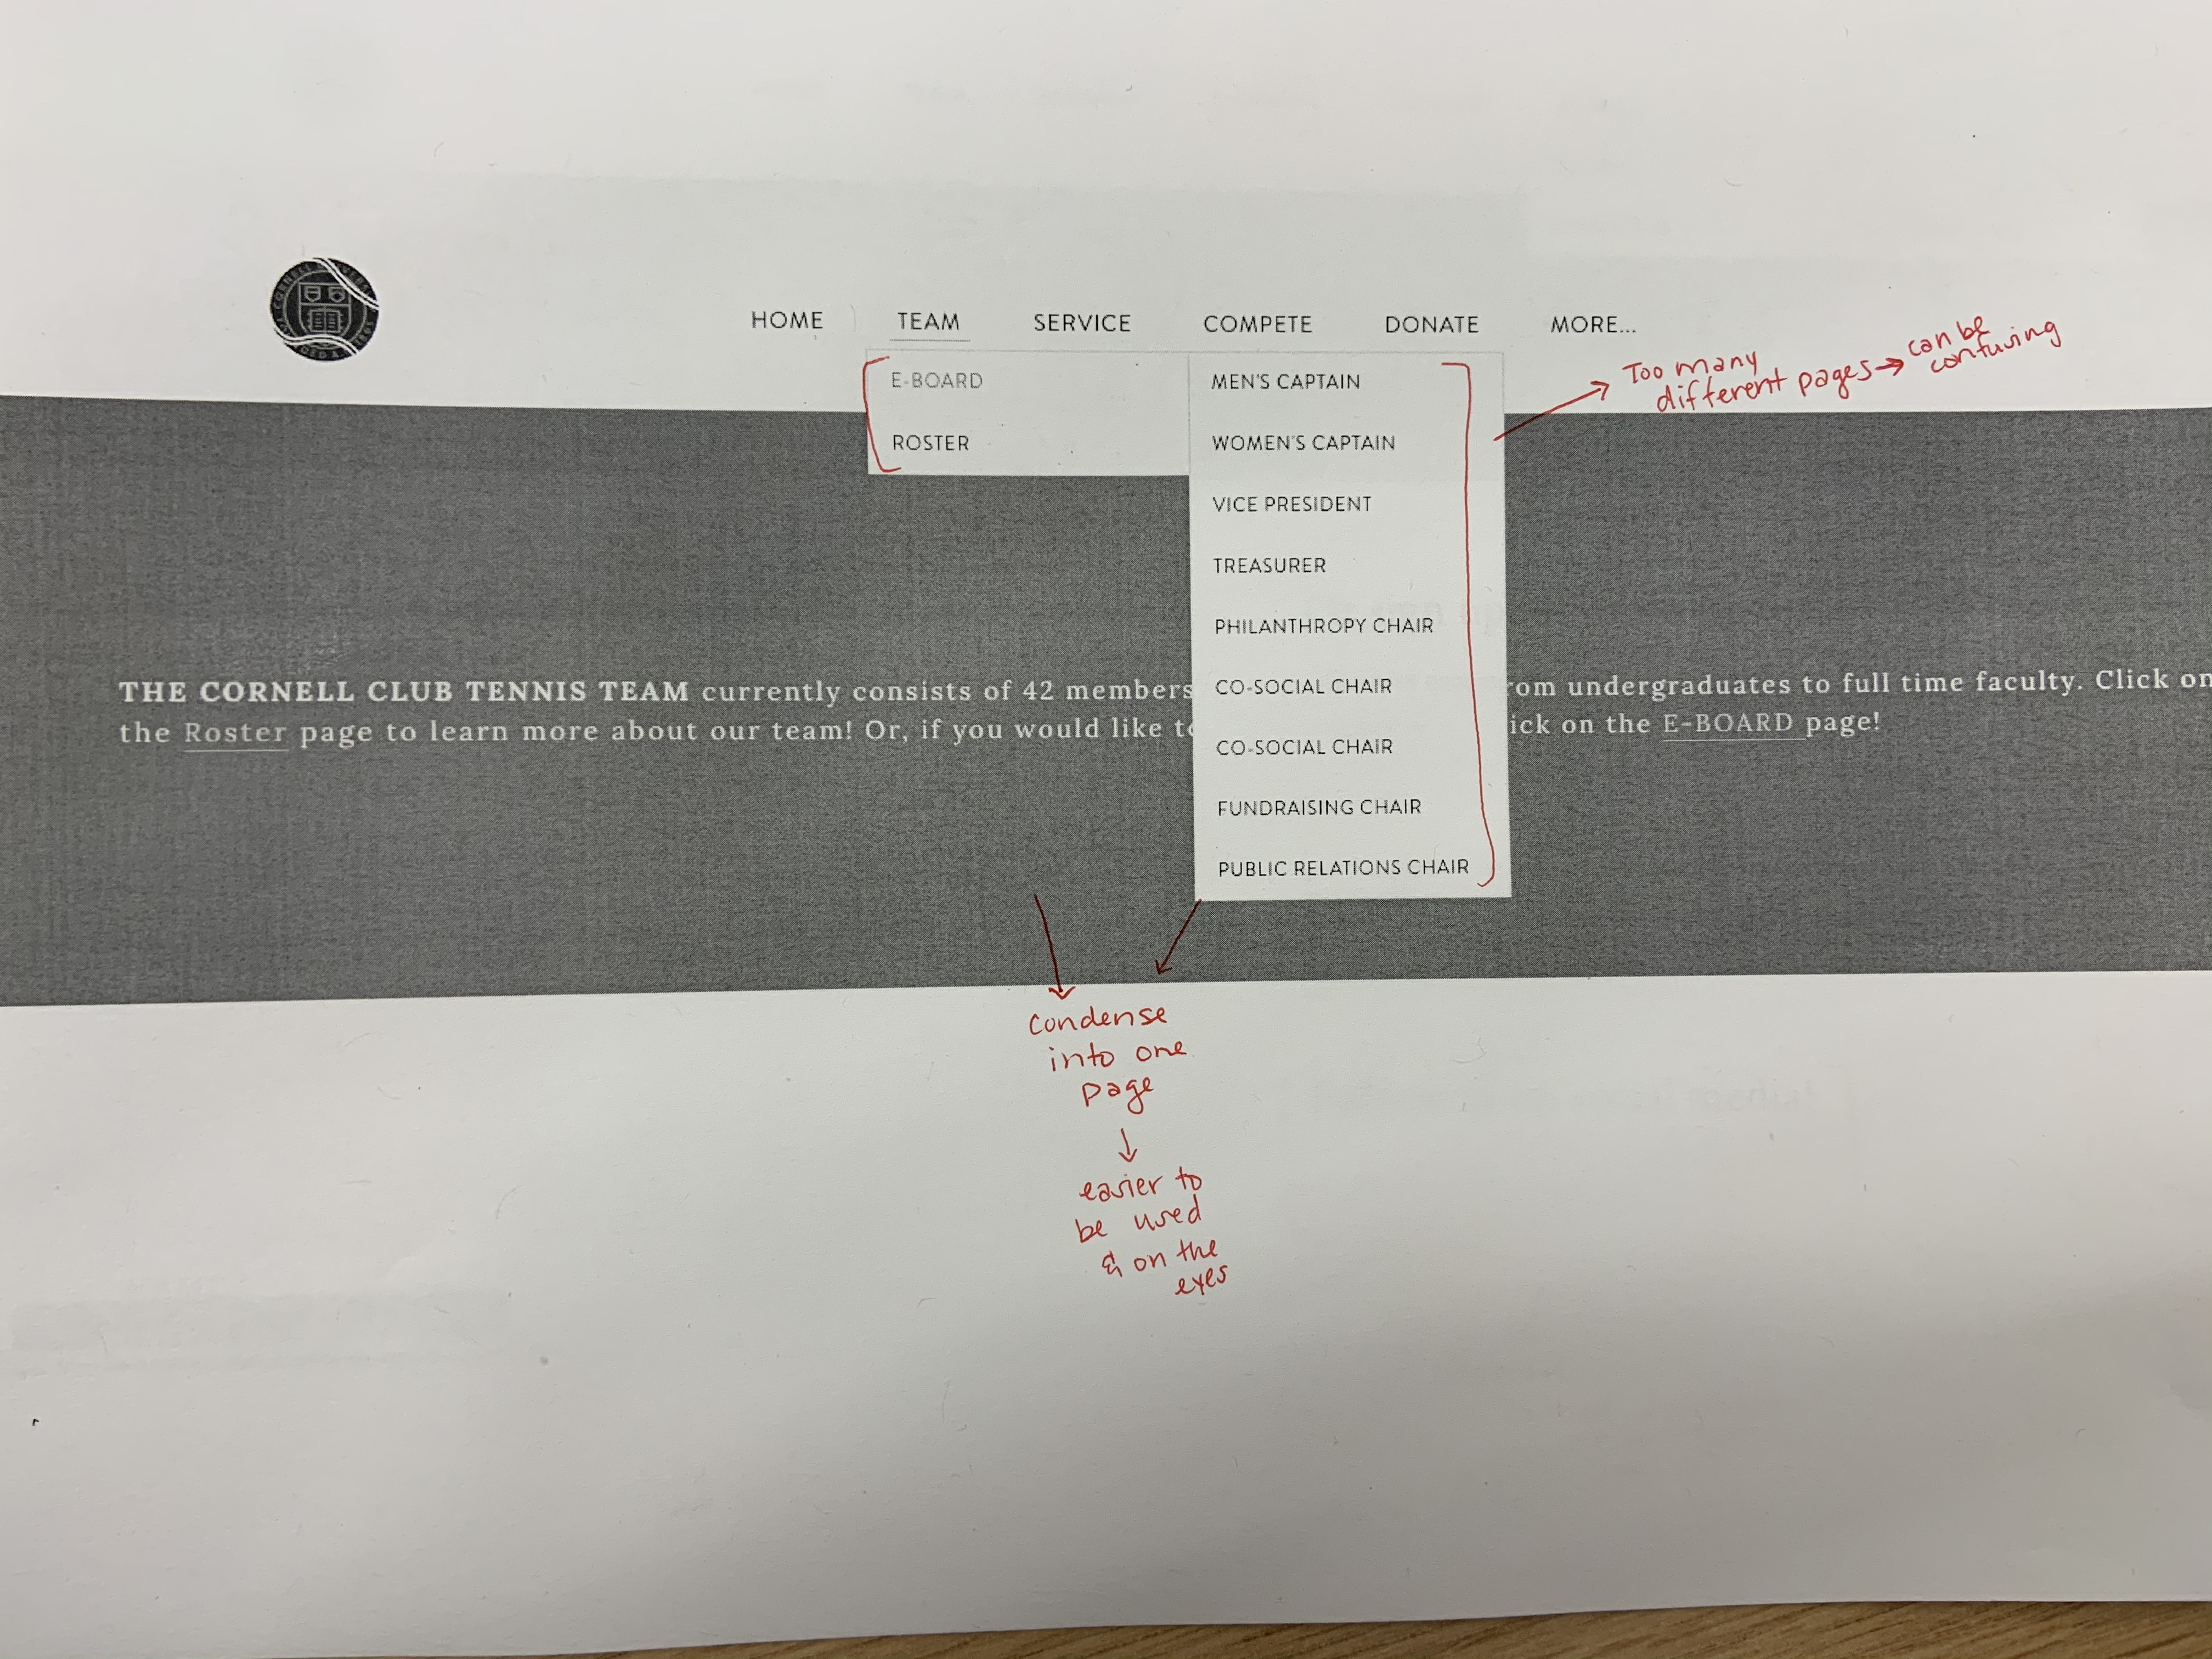 HOME TEAM SERVICE COMPETE DONATE MORE...
E-BOARD
ROSTER
MEN'S CAPTAIN
WOMEN'S CAPTAIN
VICE PRESIDENT
TREASURER
PHILANTHROPY CHAIR
CO-SOCIAL CHAIR
CO-SOCIAL CHAIR
FUNDRAISING CHAIR
PUBLIC RELATIONS CHAIR
Too many
different pages → can be
confusing
THE CORNELL CLUB TENNIS TEAM currently consists of 42 members om undergraduates to full time faculty. Click on
the Roster page to learn more about our team! Or, if you would like to ick on the E-BOARD page!
condense
into one
page
↓
easier to
be used
& on the
eyes